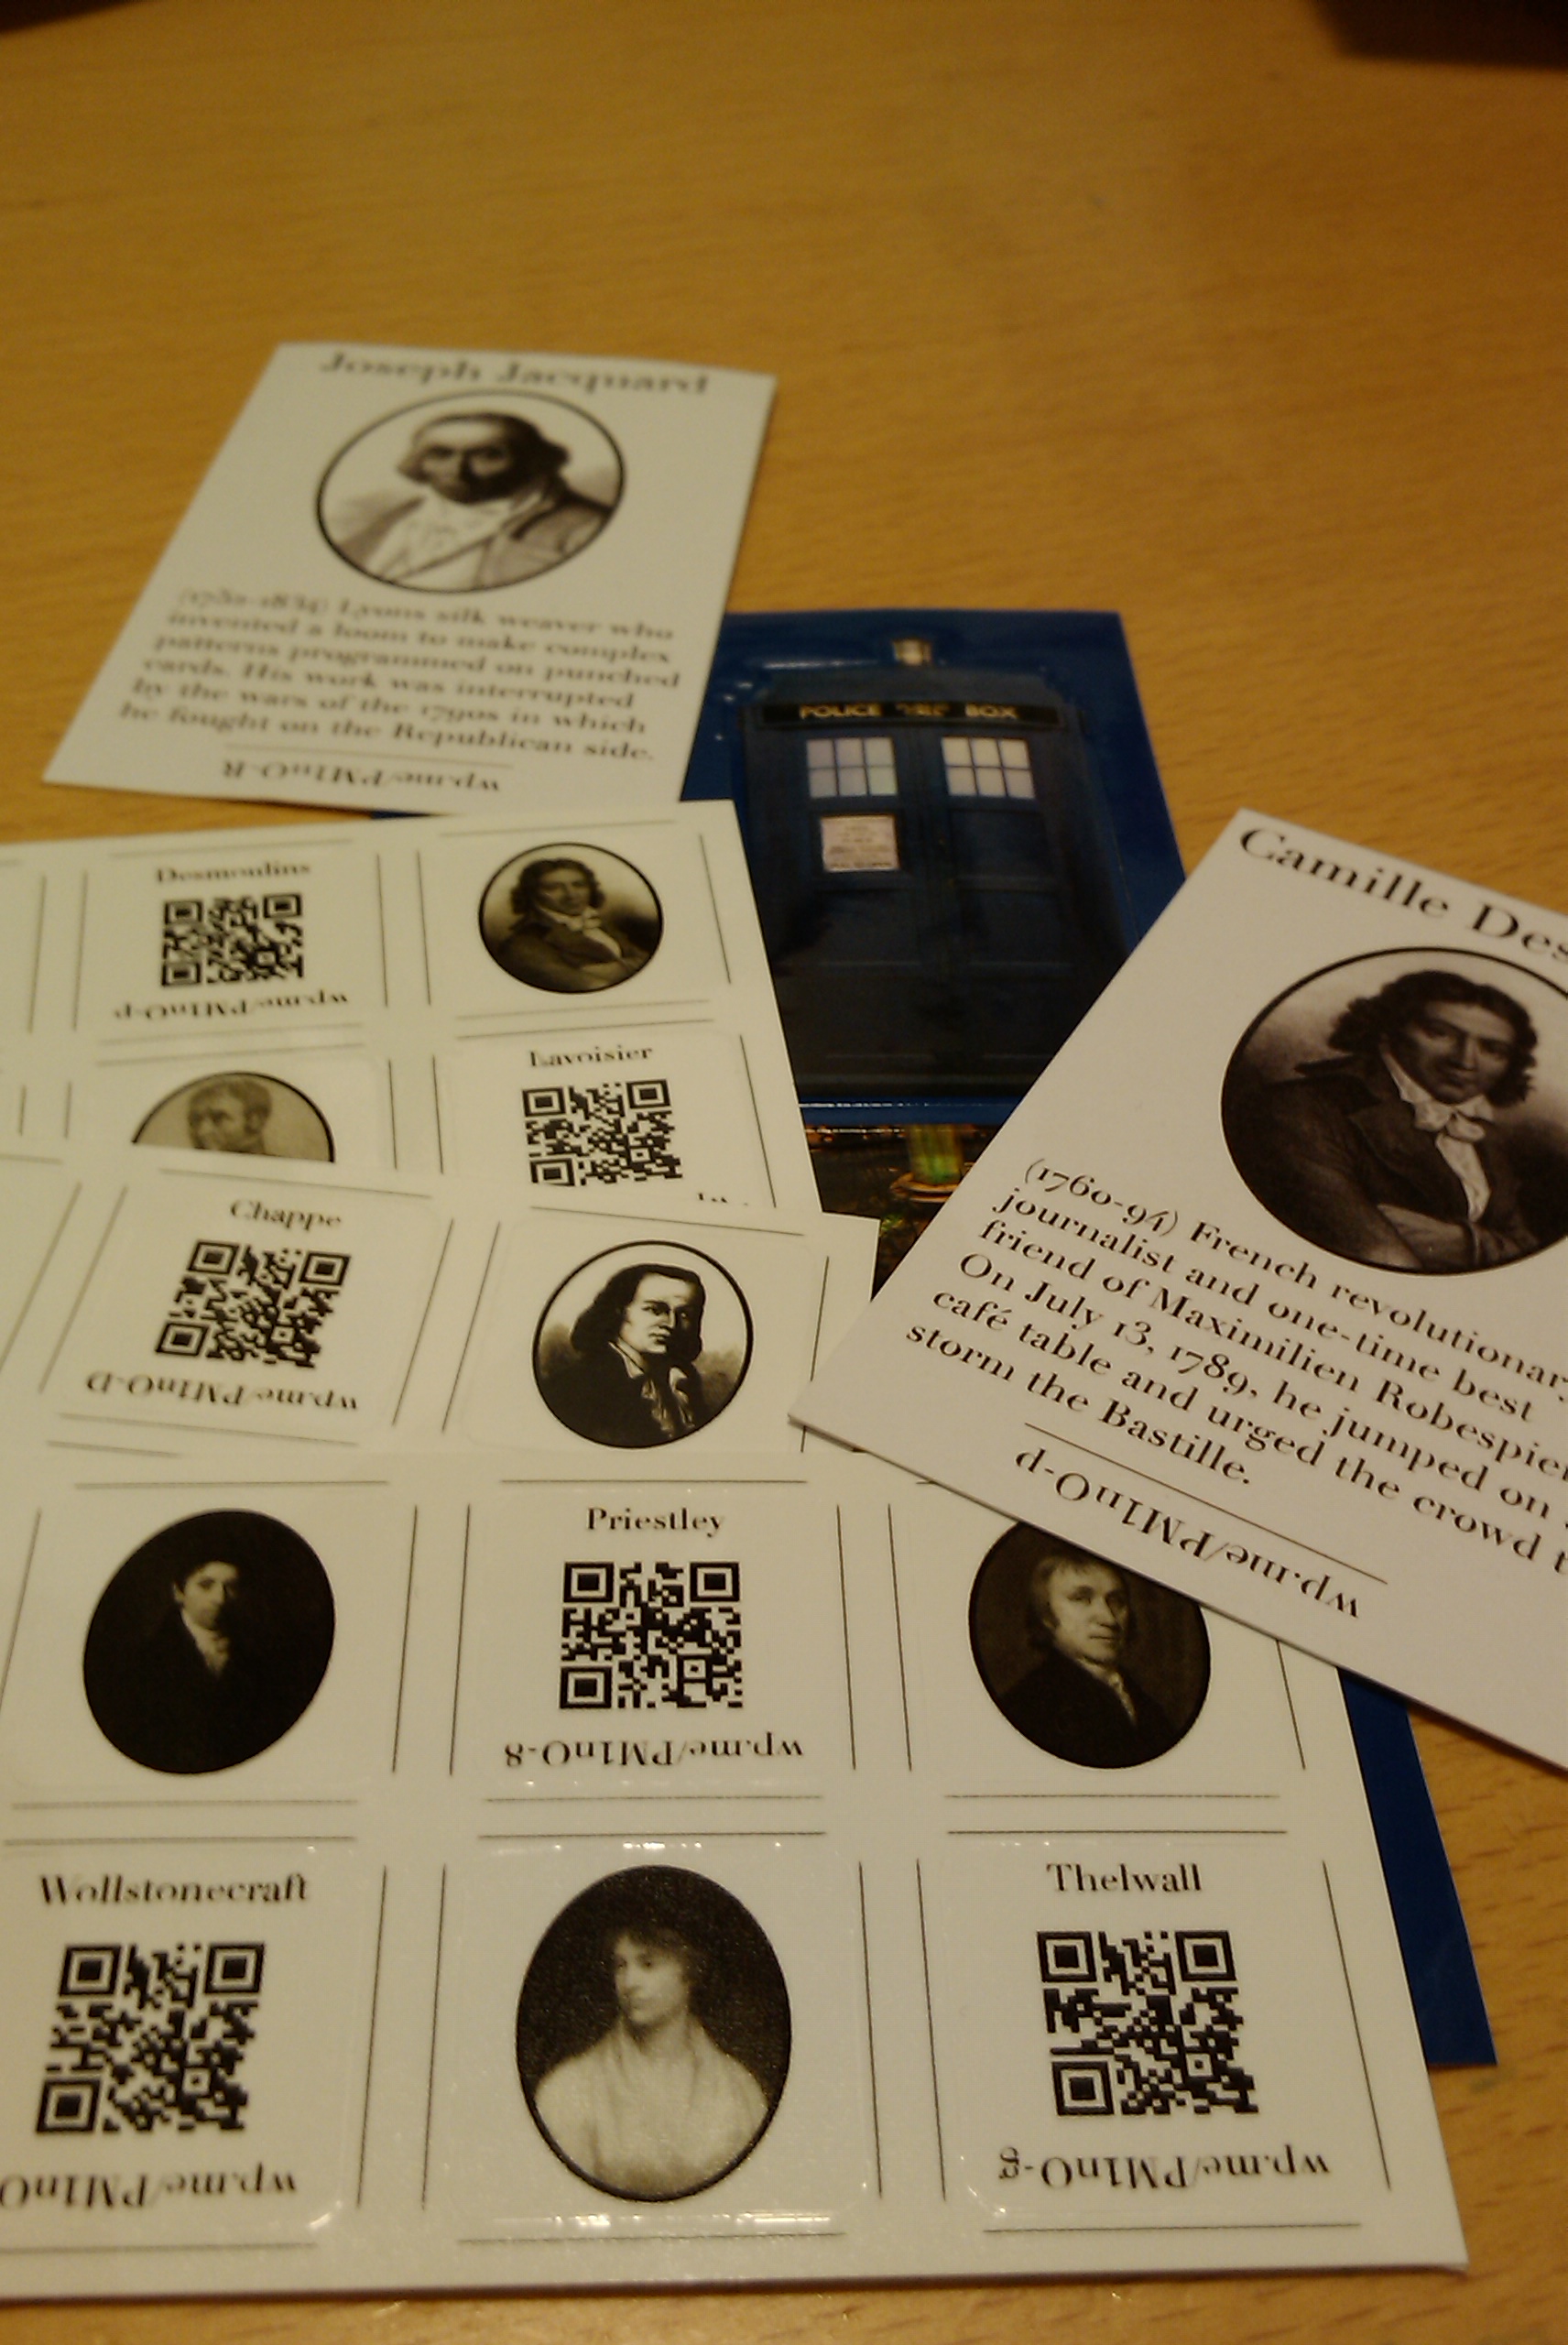 Joseph Jacquard
(1752-1834) Lyons silk weaver who
invented a loom to make complex
patterns programmed on punched
cards. His work was interrupted
by the wars of the 1790s in which
he fought on the Republican side.
wp.me/PM1nO-R
POLICE BOX
Desmoulins
wp.me/PM1nO-p
Lavoisier
Chappe
wp.me/PM1nO-D
Camille Des
(1760-94) French revolutionary
journalist and one-time best
friend of Maximilien Robespier
On July 13, 1789, he jumped on
café table and urged the crowd t
storm the Bastille.
wp.me/PM1nO-p
Priestley
wp.me/PM1nO-8
Wollstonecraft
wp.me/PM1nO
Thelwall
wp.me/PM1nO-ga